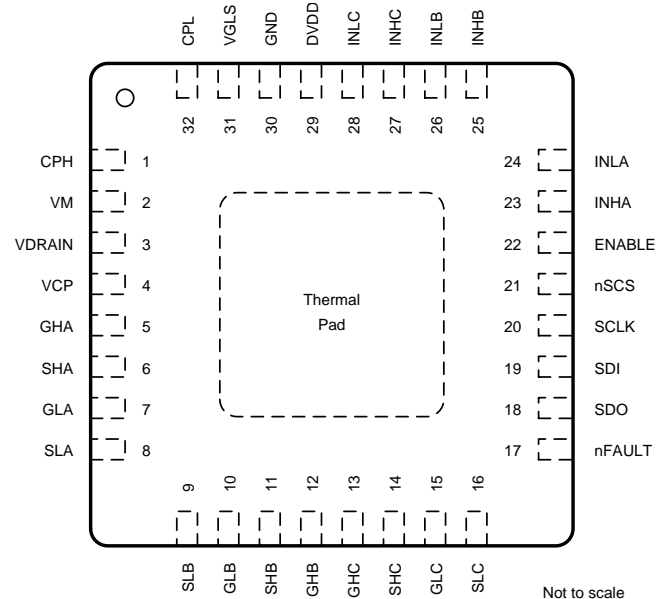 CPL VGLS GND DVDD INLC INHC INLB INHB
32 31 30 29 28 27 26 25
CPH 1 24 INLA
VM 2 23 INHA
VDRAIN 3 22 ENABLE
VCP 4 21 nSCS
GHA 5 20 SCLK
SHA 6 19 SDI
GLA 7 18 SDO
SLA 8 17 nFAULT
Thermal
Pad
9 10 11 12 13 14 15 16
SLB GLB SHB GHB GHC SHC GLC SLC
Not to scale